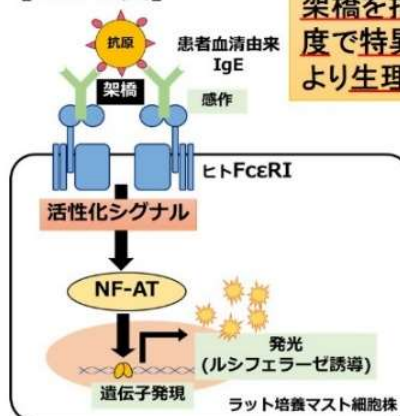 架橋を
度で特異
より生理
抗原
患者血清由来
IgE
架橋
感作
ヒトFcεRI
活性化シグナル
NF-AT
発光
(ルシフェラーゼ誘導)
遺伝子発現
ラット培養マスト細胞株